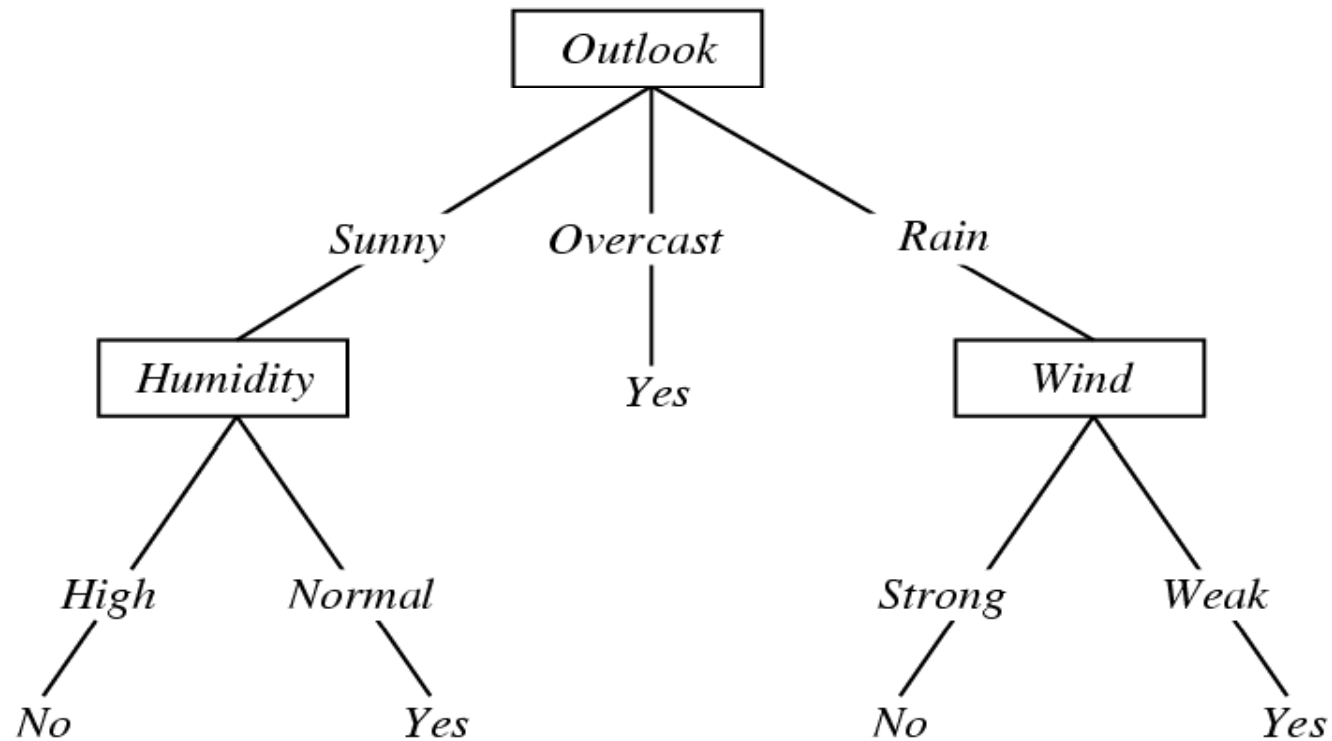 Outlook
Sunny Overcast Rain
Humidity Yes Wind
High Normal Strong Weak
No Yes No Yes